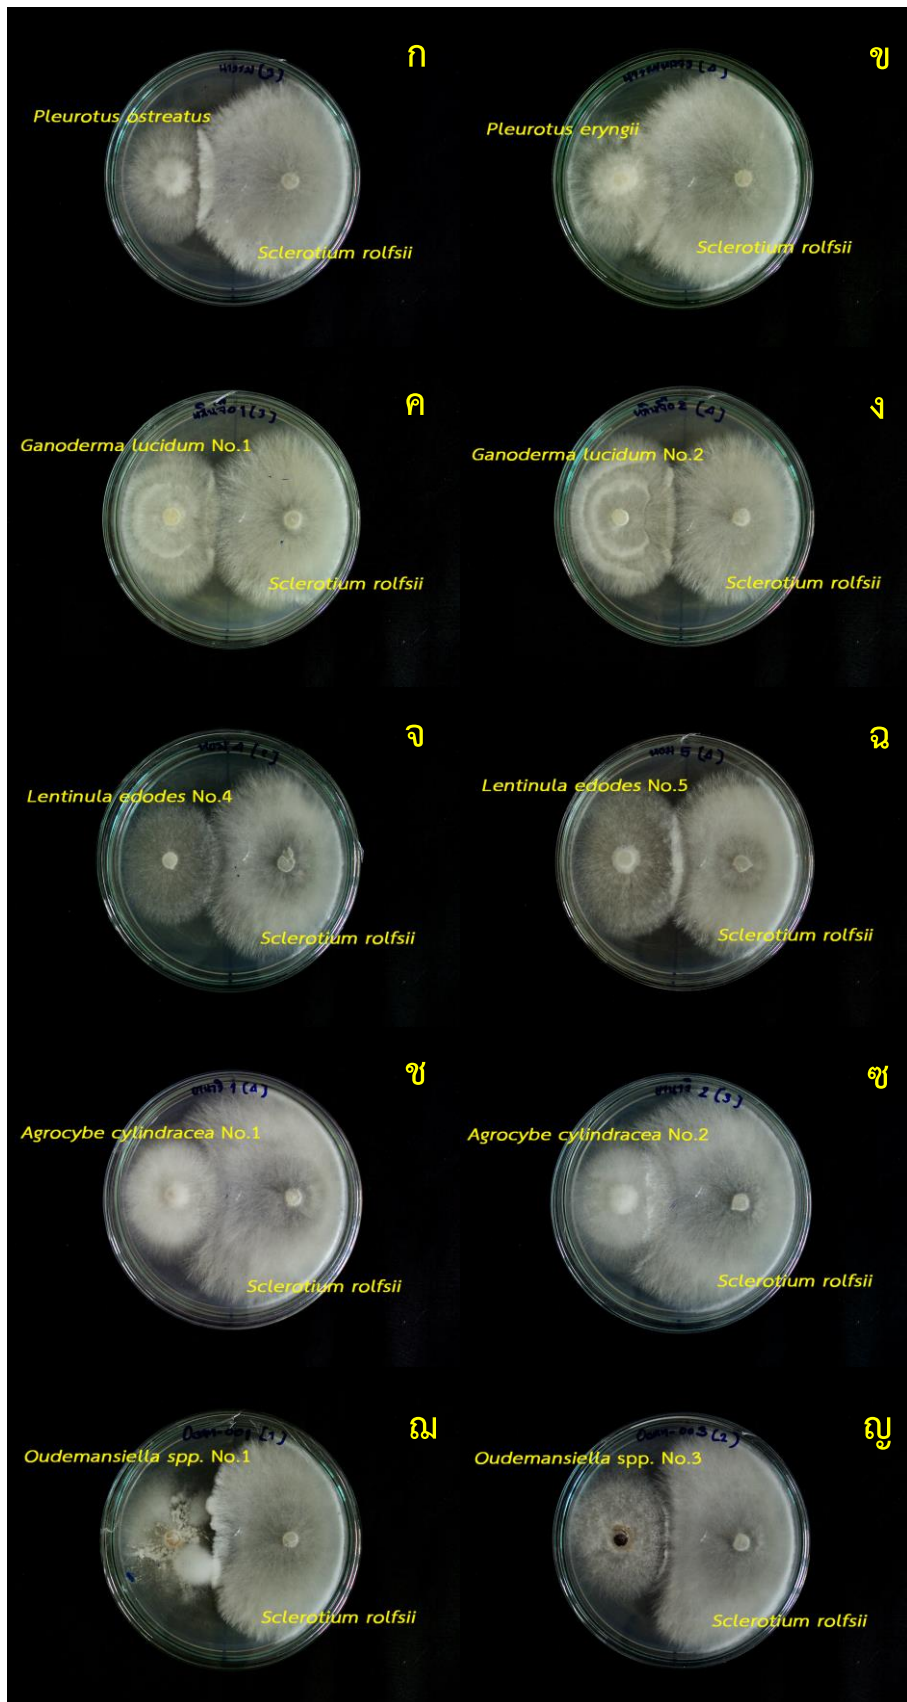 ก
Pleurotus ostreatus
Sclerotium rolfsii
ข
Pleurotus eryngii
Sclerotium rolfsii
ค
Ganoderma lucidum No.1
Sclerotium rolfsii
ง
Ganoderma lucidum No.2
Sclerotium rolfsii
จ
Lentinula edodes No.4
Sclerotium rolfsii
ฉ
Lentinula edodes No.5
Sclerotium rolfsii
ช
Agrocybe cylindracea No.1
Sclerotium rolfsii
ซ
Agrocybe cylindracea No.2
Sclerotium rolfsii
ฌ
Oudemansiella spp. No.1
Sclerotium rolfsii
ญ
Oudemansiella spp. No.3
Sclerotium rolfsii